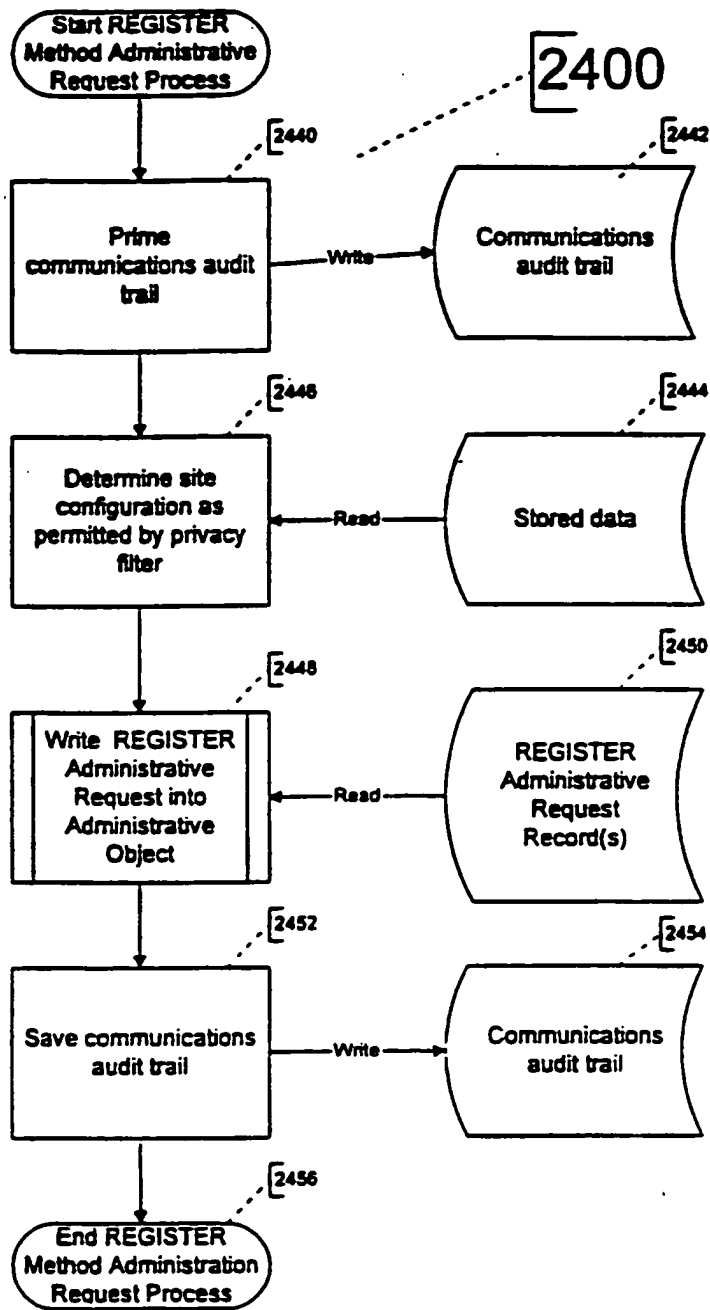 Start REGISTER
Method Administrative
Request Process
2400
2440
2442
Prime
communications audit
trail
Write
Communications
audit trail
2446
2444
Determine site
configuration as
permitted by privacy
filter
Read
Stored data
2448
2450
Write REGISTER
Administrative
Request into
Administrative
Object
Read
REGISTER
Administrative
Request
Record(s)
2452
2454
Save communications
audit trail
Write
Communications
audit trail
2456
End REGISTER
Method Administration
Request Process